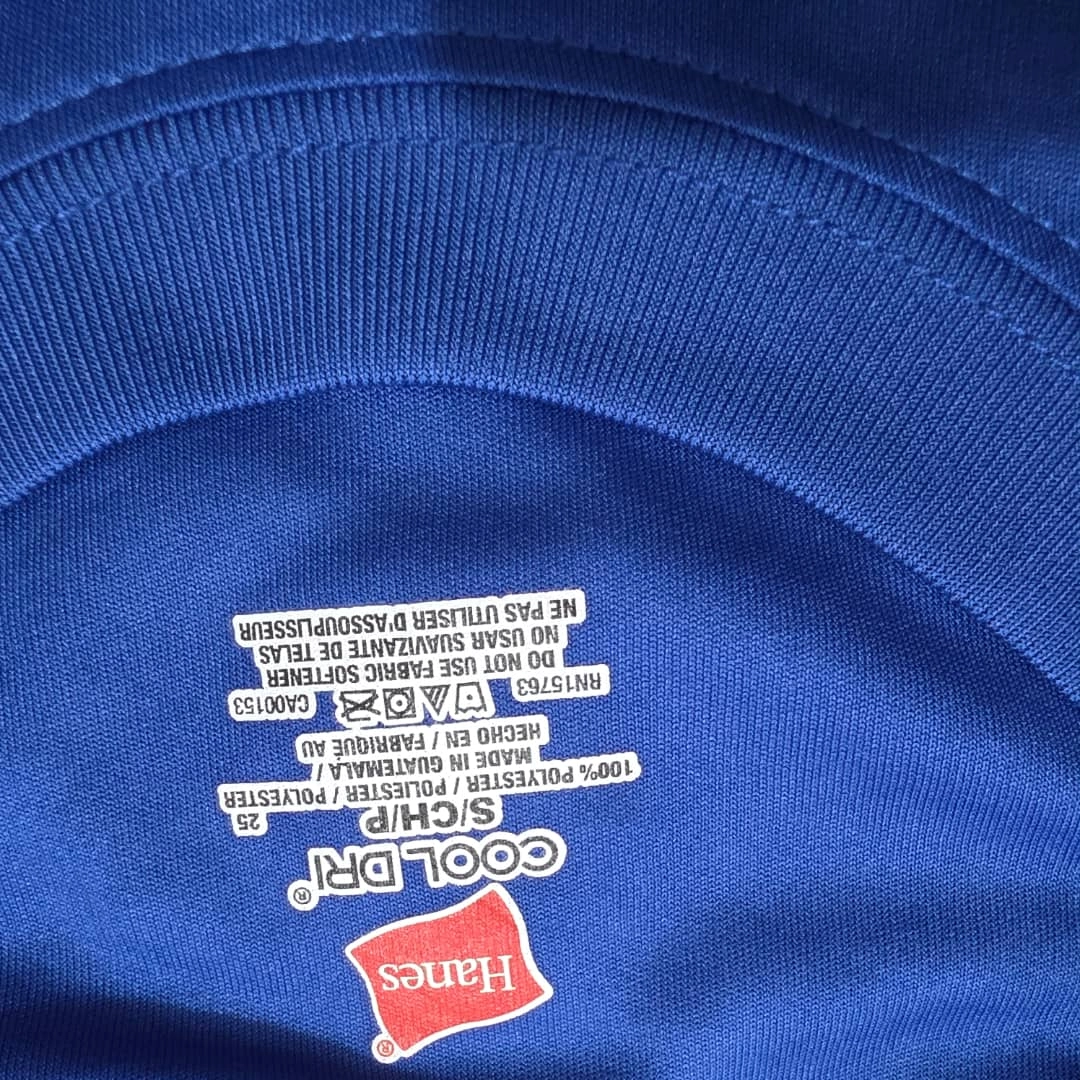 Hanes®
COOL DRI®
S/CH/P 25
100% POLYESTER / POLIESTER / POLYESTER
MADE IN GUATEMALA /
HECHO EN / FABRIQUÉ AU
RN15763 CA00153
DO NOT USE FABRIC SOFTENER
NO USAR SUAVIZANTE DE TELAS
NE PAS UTILISER D'ASSOUPLISSEUR